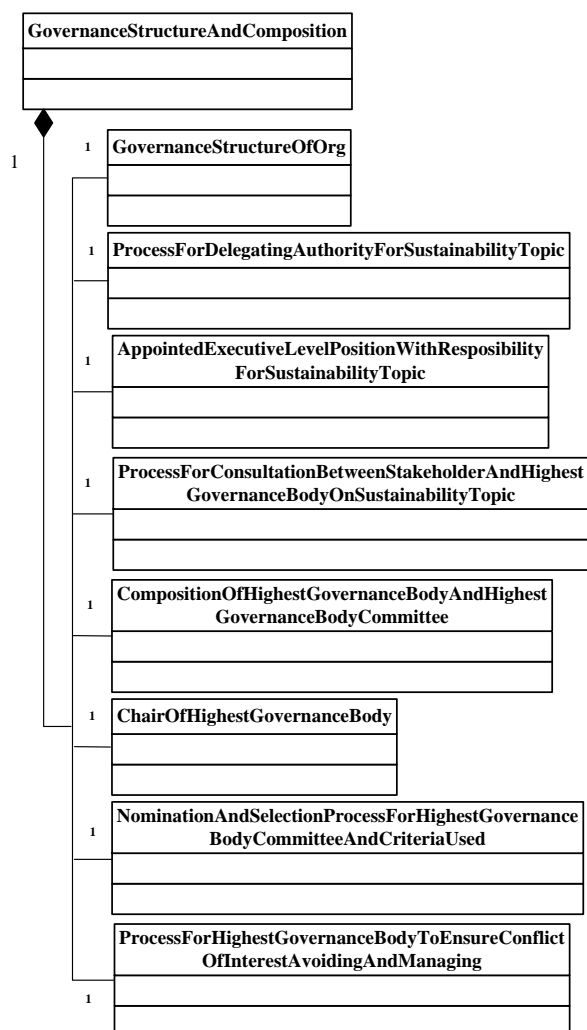 GovernanceStructureAndComposition
1
1
GovernanceStructureOfOrg
1
ProcessForDelegatingAuthorityForSustainabilityTopic
1
AppointedExecutiveLevelPositionWithResposibility
ForSustainabilityTopic
1
ProcessForConsultationBetweenStakeholderAndHighest
GovernanceBodyOnSustainabilityTopic
1
CompositionOfHighestGovernanceBodyAndHighest
GovernanceBodyCommittee
1
ChairOfHighestGovernanceBody
1
NominationAndSelectionProcessForHighestGovernance
BodyCommitteeAndCriteriaUsed
ProcessForHighestGovernanceBodyToEnsureConflict
OfInterestAvoidingAndManaging
1